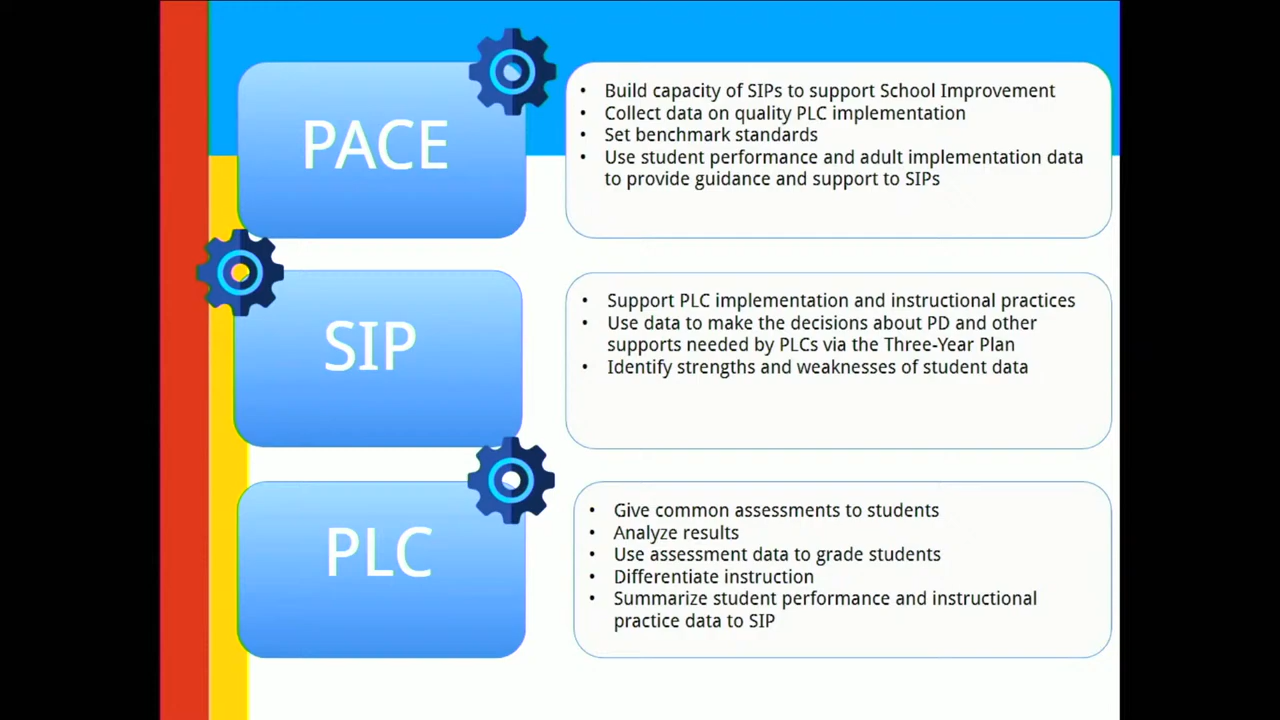 PACE
• Build capacity of SIPs to support School Improvement
• Collect data on quality PLC implementation
• Set benchmark standards
• Use student performance and adult implementation data
to provide guidance and support to SIPs
SIP
• Support PLC implementation and instructional practices
• Use data to make the decisions about PD and other
supports needed by PLCs via the Three-Year Plan
• Identify strengths and weaknesses of student data
PLC
• Give common assessments to students
• Analyze results
• Use assessment data to grade students
• Differentiate instruction
• Summarize student performance and instructional
practice data to SIP